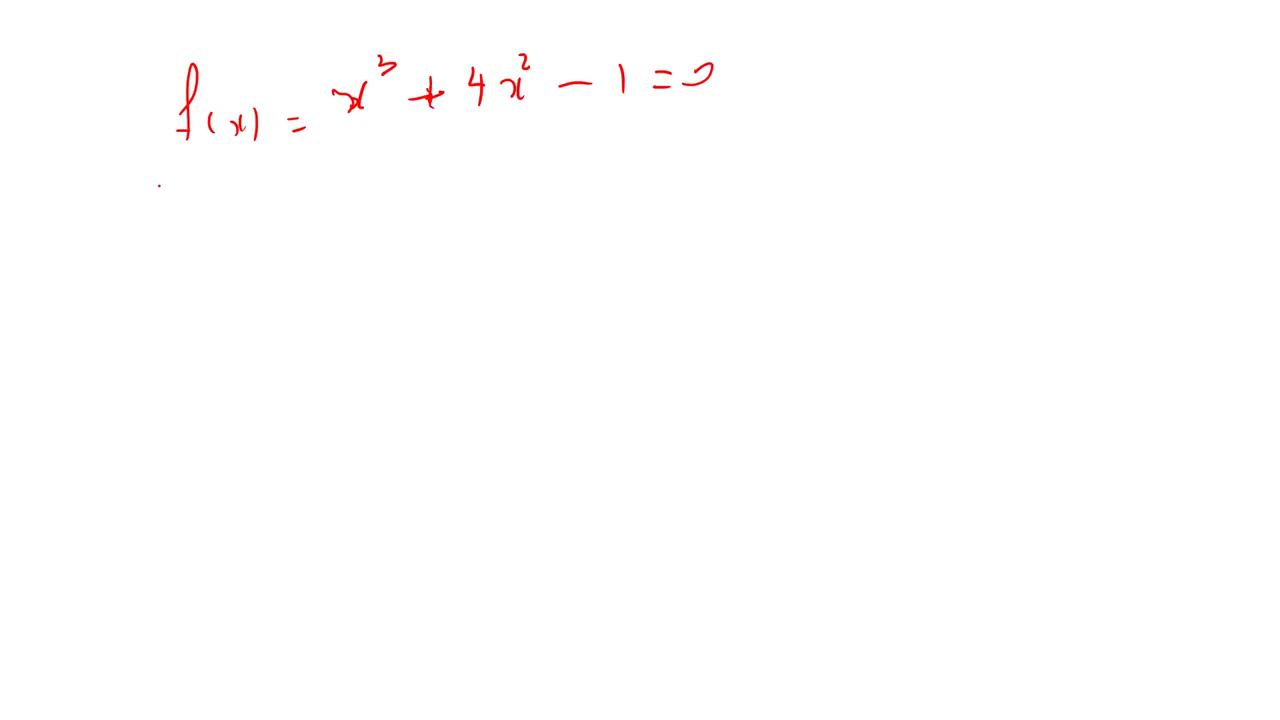 f(x) = x³ + 4x² - 1 = 0